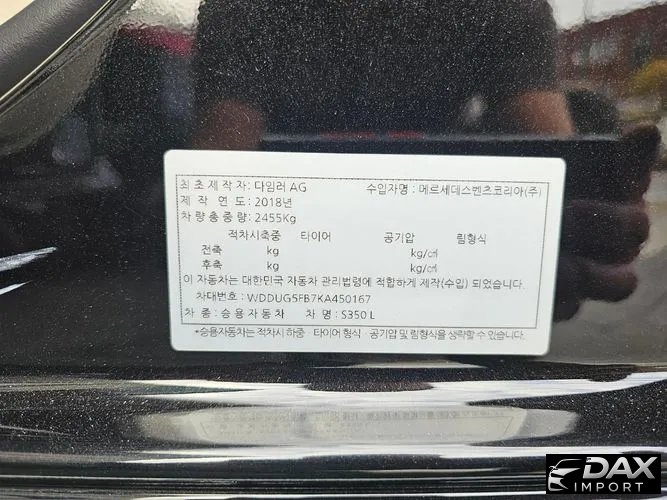 최초제작자: 다임러 AG 수입자명 : 메르세데스벤츠코리아(주)
제 작 연 도: 2018년
차량총중량: 2455Kg
적차시축중 타이어 공기압 림형식
전축 kg kg/㎠
후축 kg kg/㎠
이 자동차는 대한민국 자동차 관리법령에 적합하게 제작(수입) 되었습니다.
차대번호 : WDDUG5FB7KA450167
차 종 : 승용자동차 차 명 : S350 L
*승용자동차는 적차시 하중 · 타이어 형식 · 공기압 및 림형식을 생략할 수 있습니다.
DAX
IMPORT